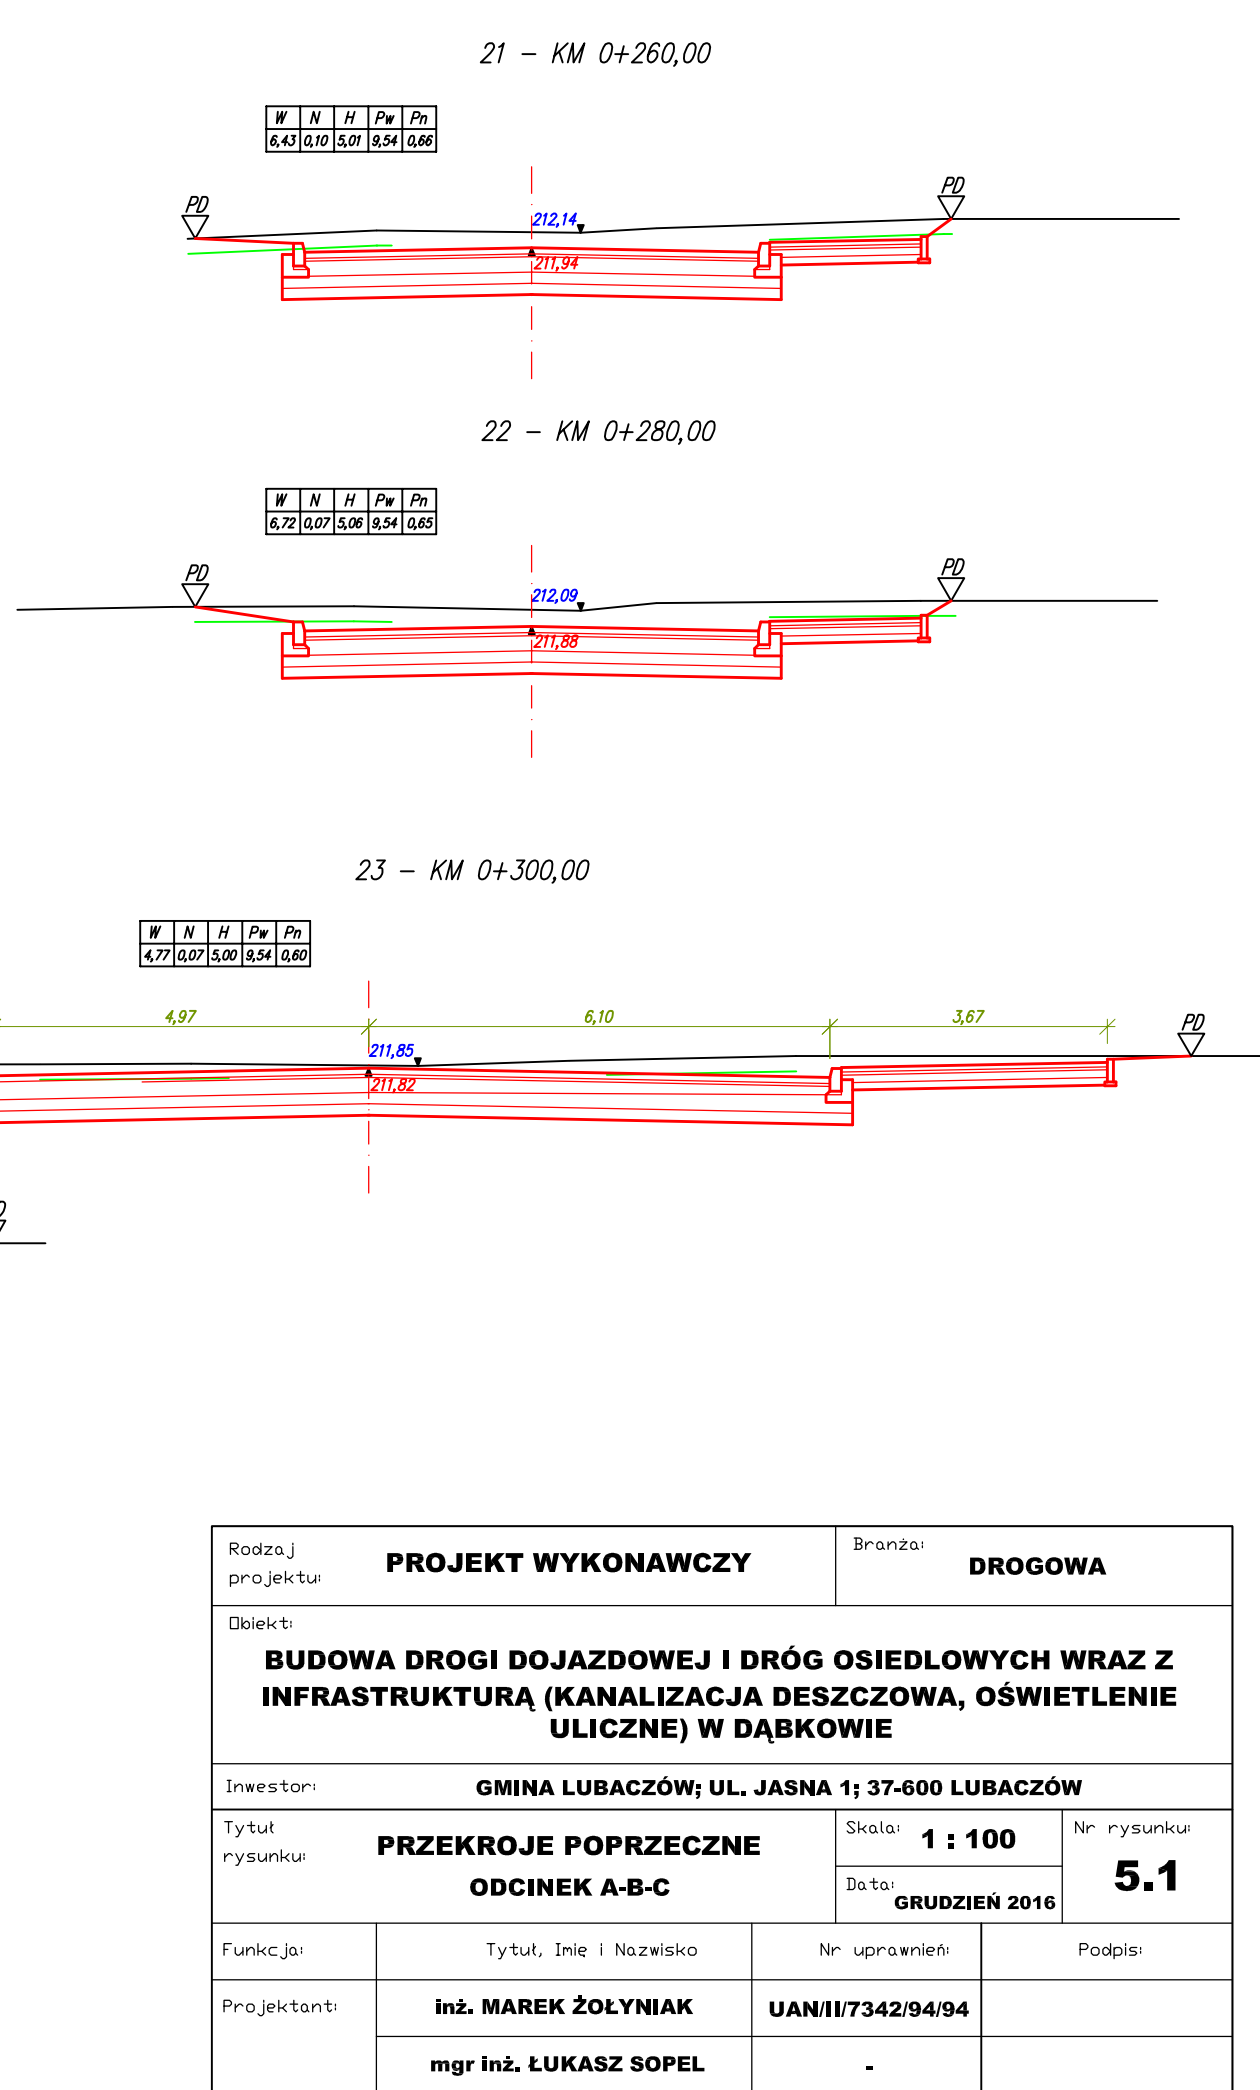 21 - KM 0+260,00
W N H Pw Pn
6,43 0,10 5,01 9,54 0,66
PD
PD
212,14
211,94
22 - KM 0+280,00
W N H Pw Pn
6,72 0,07 5,06 9,54 0,65
PD
PD
212,09
211,88
23 - KM 0+300,00
W N H Pw Pn
4,77 0,07 5,00 9,54 0,60
4,97 6,10 3,67
PD
211,85
211,82
Rodzaj
projektu:
PROJEKT WYKONAWCZY
Branża:
DROGOWA
Obiekt:
BUDOWA DROGI DOJAZDOWEJ I DRÓG OSIEDLOWYCH WRAZ Z
INFRASTRUKTURĄ (KANALIZACJA DESZCZOWA, OŚWIETLENIE
ULICZNE) W DĄBKOWIE
Inwestor: GMINA LUBACZÓW; UL. JASNA 1; 37-600 LUBACZÓW
Tytuł
rysunku:
PRZEKROJE POPRZECZNE
ODCINEK A-B-C
Skala: 1 : 100
Data: GRUDZIEŃ 2016
Nr rysunku:
5.1
Funkcja: Tytuł, Imię i Nazwisko Nr uprawnień: Podpis:
Projektant: inż. MAREK ŻOŁYNIAK UAN/II/7342/94/94
mgr inż. ŁUKASZ SOPEL -